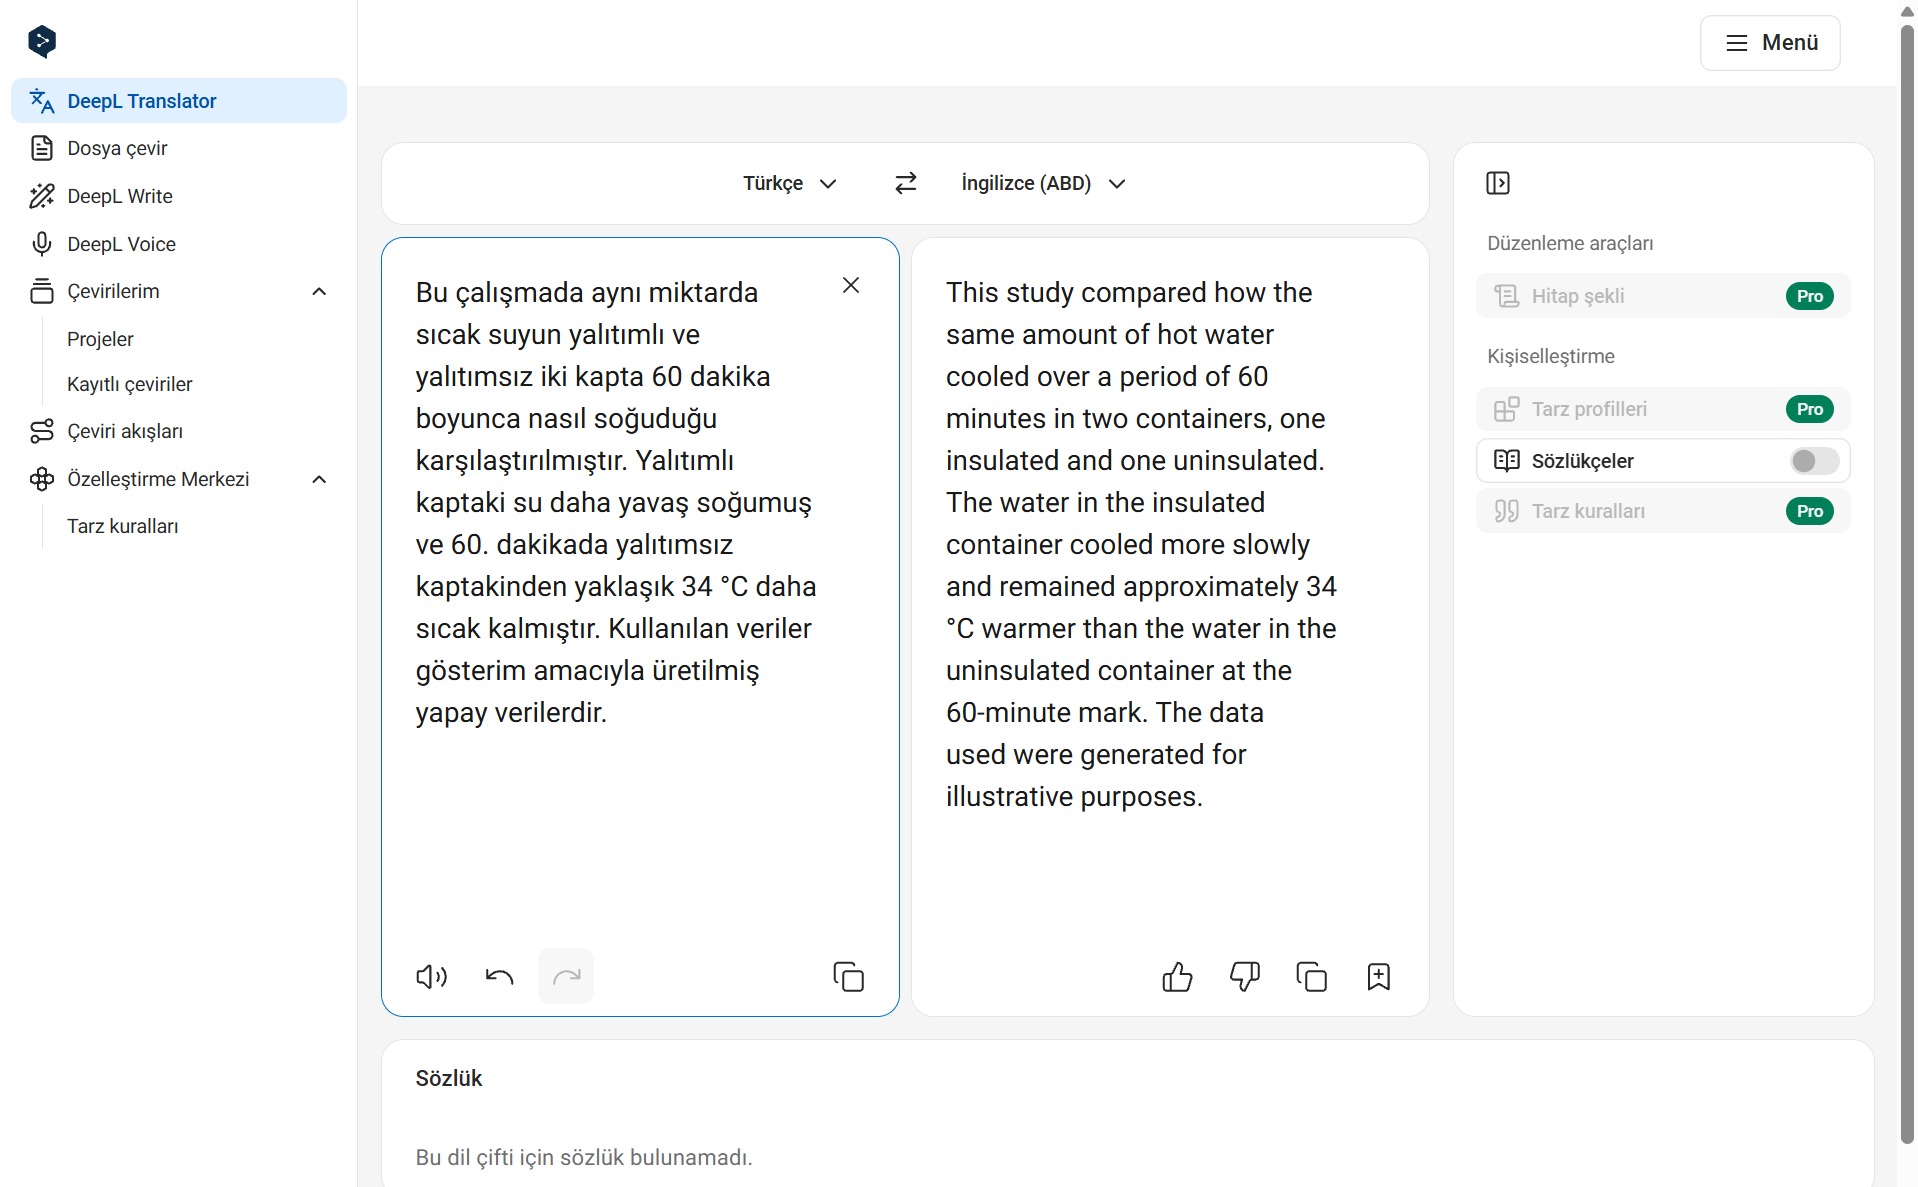 DeepL Translator
Dosya çevir
DeepL Write
DeepL Voice
Çevirilerim
Projeler
Kayıtlı çeviriler
Çeviri akışları
Özelleştirme Merkezi
Tarz kuralları
Menü
Türkçe
İngilizce (ABD)
Bu çalışmada aynı miktarda
sıcak suyun yalıtımlı ve
yalıtımsız iki kapta 60 dakika
boyunca nasıl soğuduğu
karşılaştırılmıştır. Yalıtımlı
kaptaki su daha yavaş soğumuş
ve 60. dakikada yalıtımsız
kaptakinden yaklaşık 34 °C daha
sıcak kalmıştır. Kullanılan veriler
gösterim amacıyla üretilmiş
yapay verilerdir.
This study compared how the
same amount of hot water
cooled over a period of 60
minutes in two containers, one
insulated and one uninsulated.
The water in the insulated
container cooled more slowly
and remained approximately 34
°C warmer than the water in the
uninsulated container at the
60-minute mark. The data
used were generated for
illustrative purposes.
Düzenleme araçları
Hitap şekli Pro
Kişiselleştirme
Tarz profilleri Pro
Sözlükçeler
Tarz kuralları Pro
Sözlük
Bu dil çifti için sözlük bulunamadı.